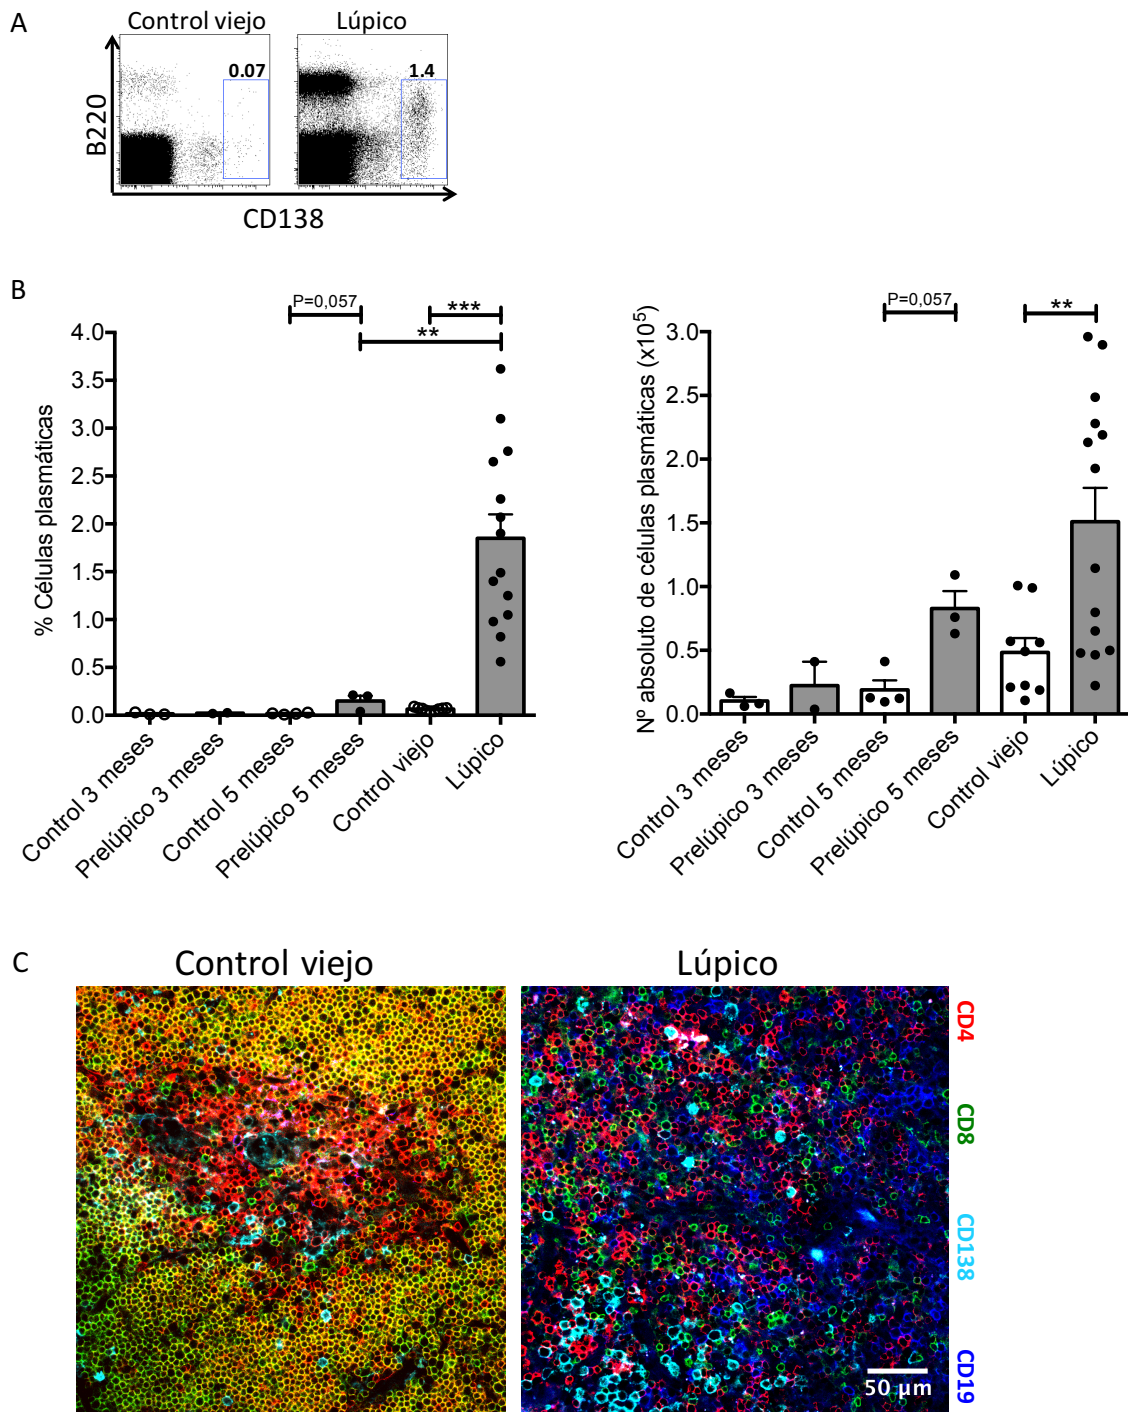 A
Control viejo
Lúpico
0.07
1.4
B220
CD138
B
P=0,057
***
**
4.0
3.5
3.0
2.5
2.0
1.5
1.0
0.5
0.0
% Células plasmáticas
Control 3 meses
Prelúpico 3 meses
Control 5 meses
Prelúpico 5 meses
Control viejo
Lúpico
P=0,057
**
3.0
2.5
2.0
1.5
1.0
0.5
0.0
Nº absoluto de células plasmáticas (x10⁵)
Control 3 meses
Prelúpico 3 meses
Control 5 meses
Prelúpico 5 meses
Control viejo
Lúpico
C
Control viejo
Lúpico
CD4
CD8
CD138
CD19
50 µm